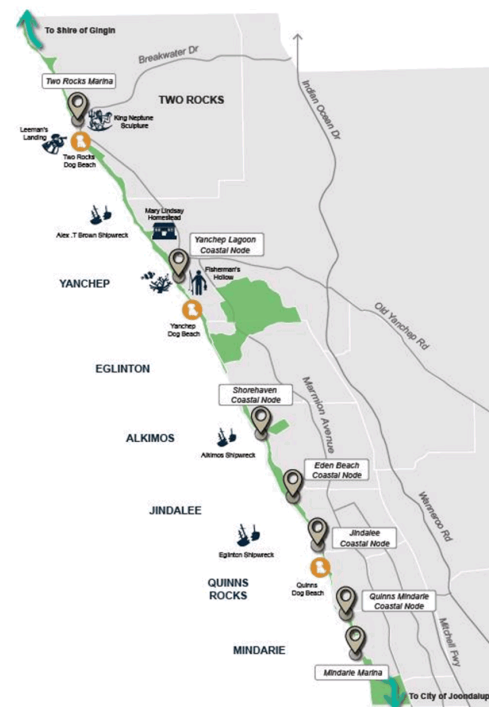 To Shire of Gingin
Breakwater Dr
Two Rocks Marina
TWO ROCKS
Indian Ocean Dr
King Neptune
Sculpture
Leeman's
Landing
Two Rocks
Dog Beach
Mary Lindsay
Homestead
Alex .T Brown Shipwreck
Yanchep Lagoon
Coastal Node
YANCHEP
Fisherman's
Hollow
Yanchep
Dog Beach
Old Yanchep Rd
EGLINTON
Marmion Avenue
Shorehaven
Coastal Node
ALKIMOS
Alkimos Shipwreck
Eden Beach
Coastal Node
JINDALEE
Wanneroo Rd
Jindalee
Coastal Node
Eglinton Shipwreck
QUINNS
ROCKS
Quinns
Dog Beach
Quinns Mindarie
Coastal Node
Mitchell Fwy
MINDARIE
Mindarie Marina
To City of Joondalup